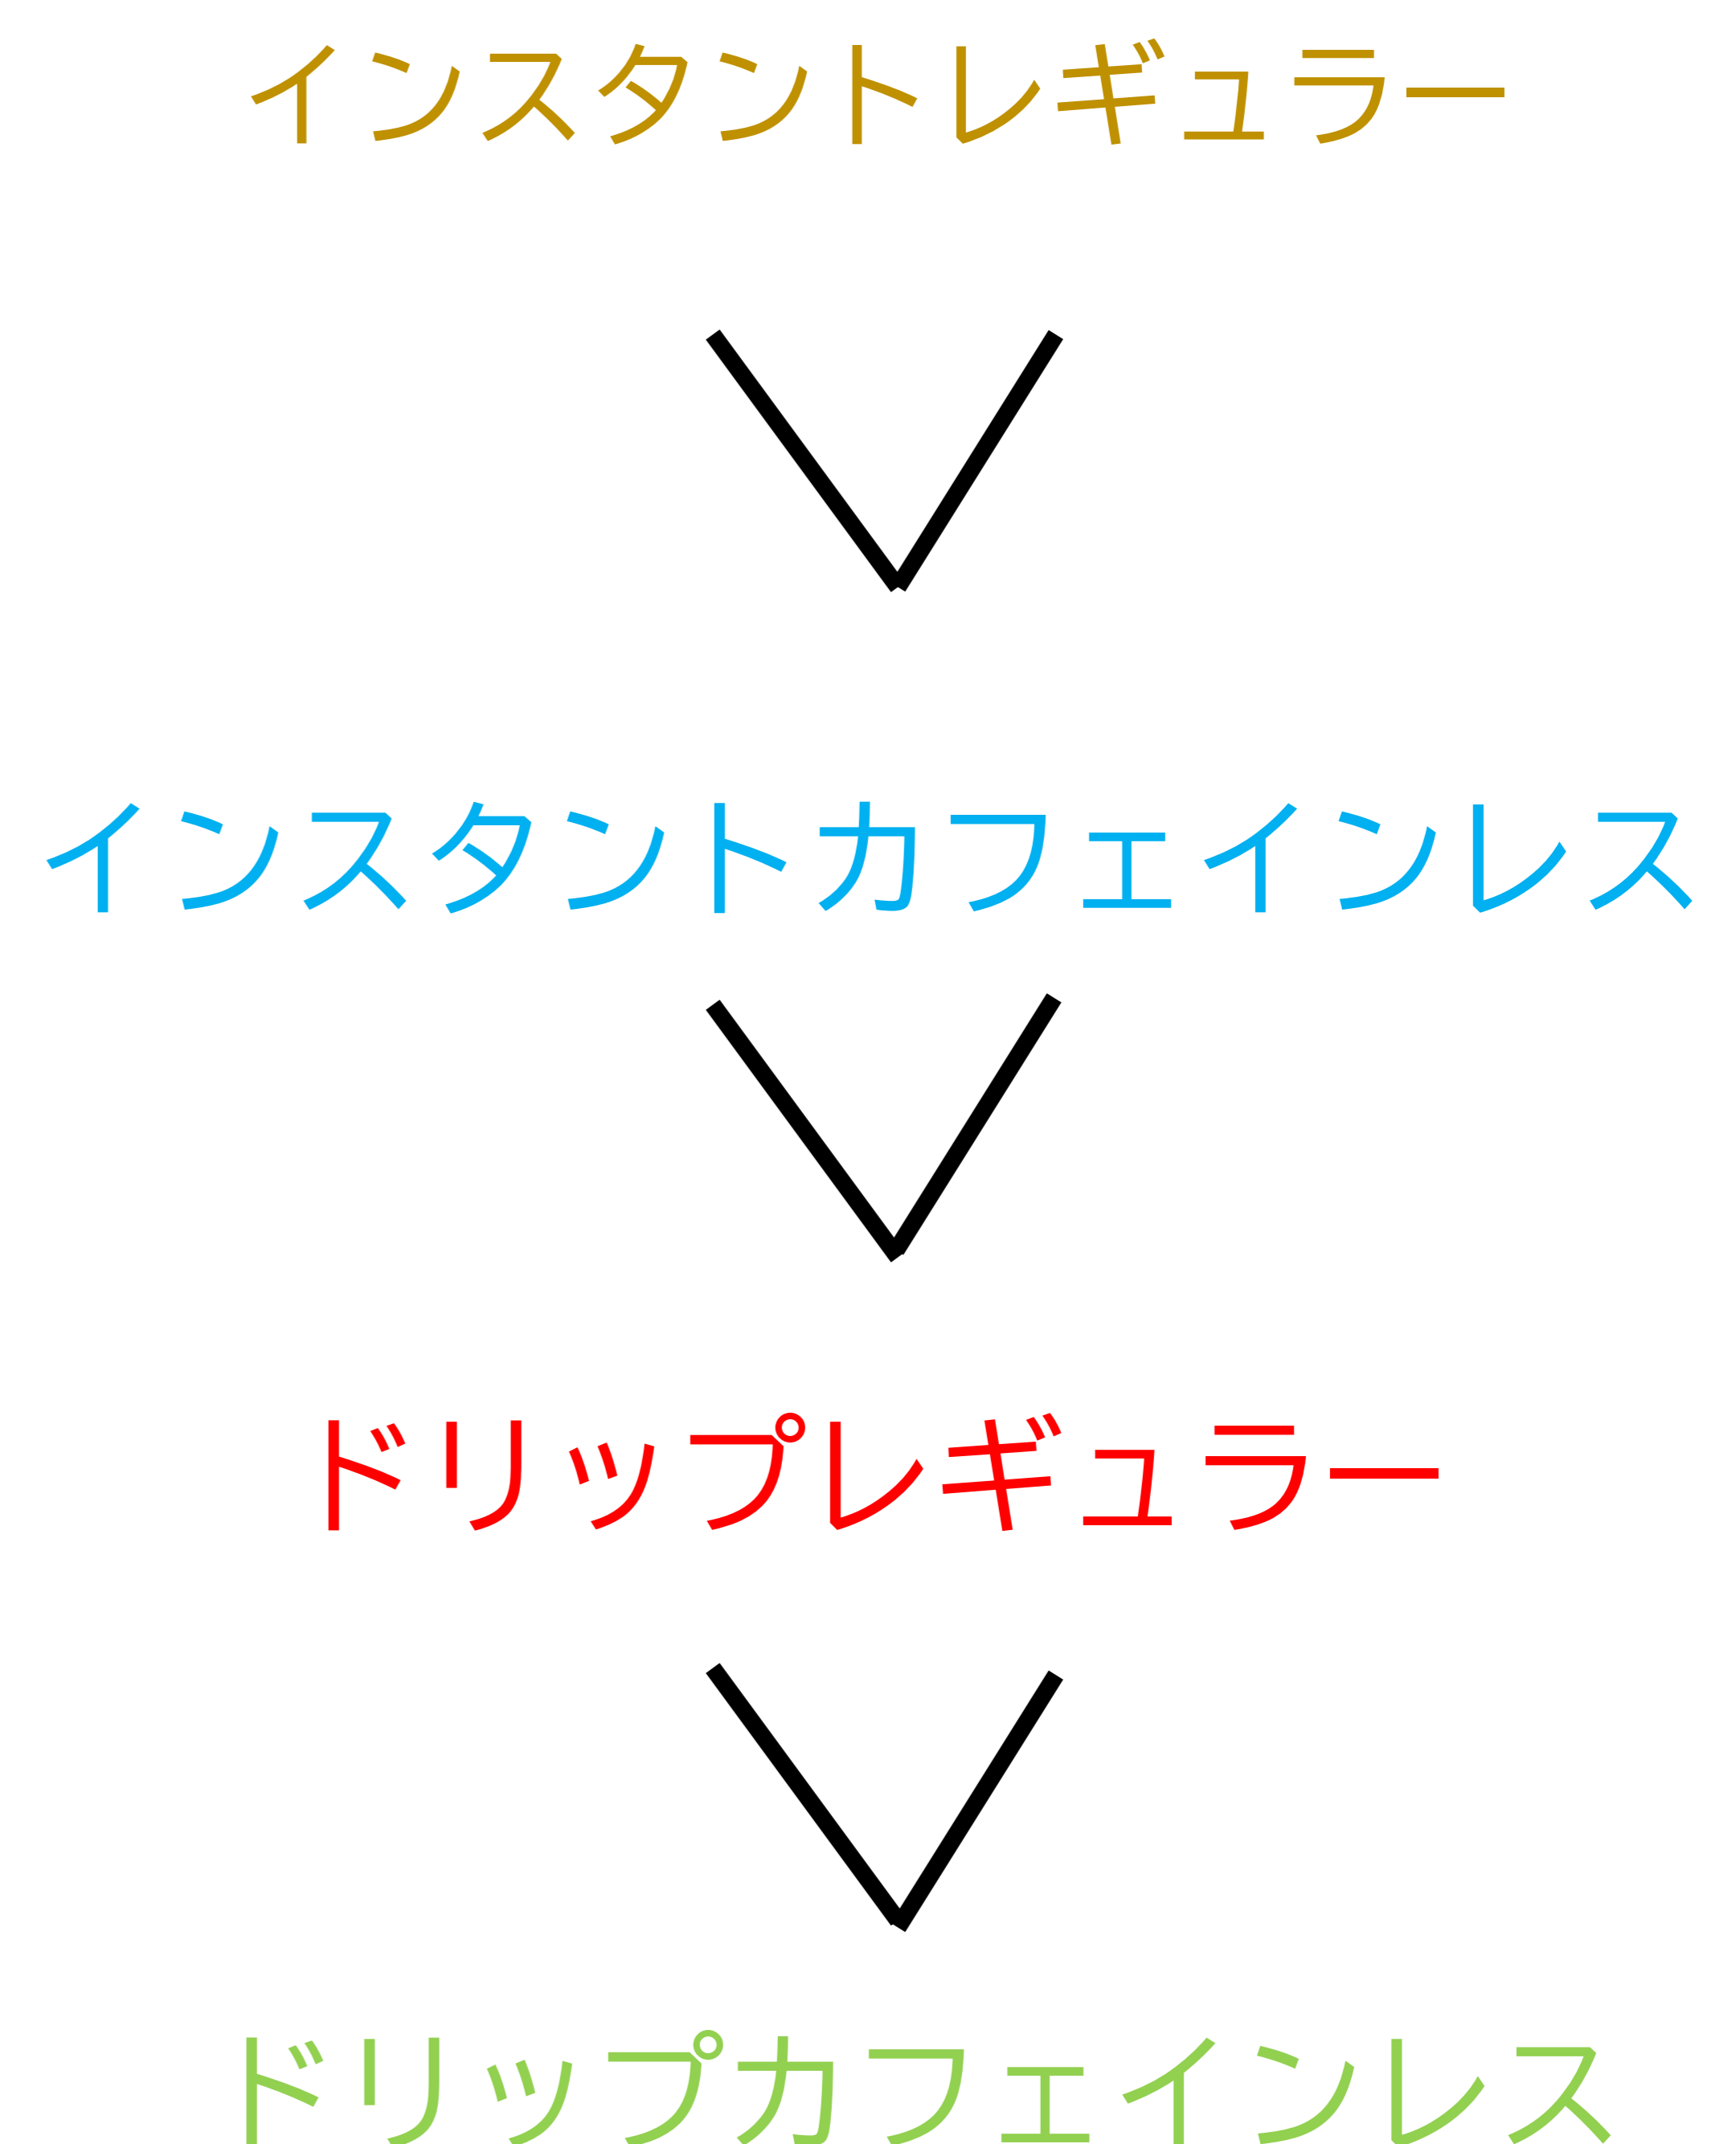 インスタントレギュラー
インスタントカフェインレス
ドリップレギュラー
ドリップカフェインレス